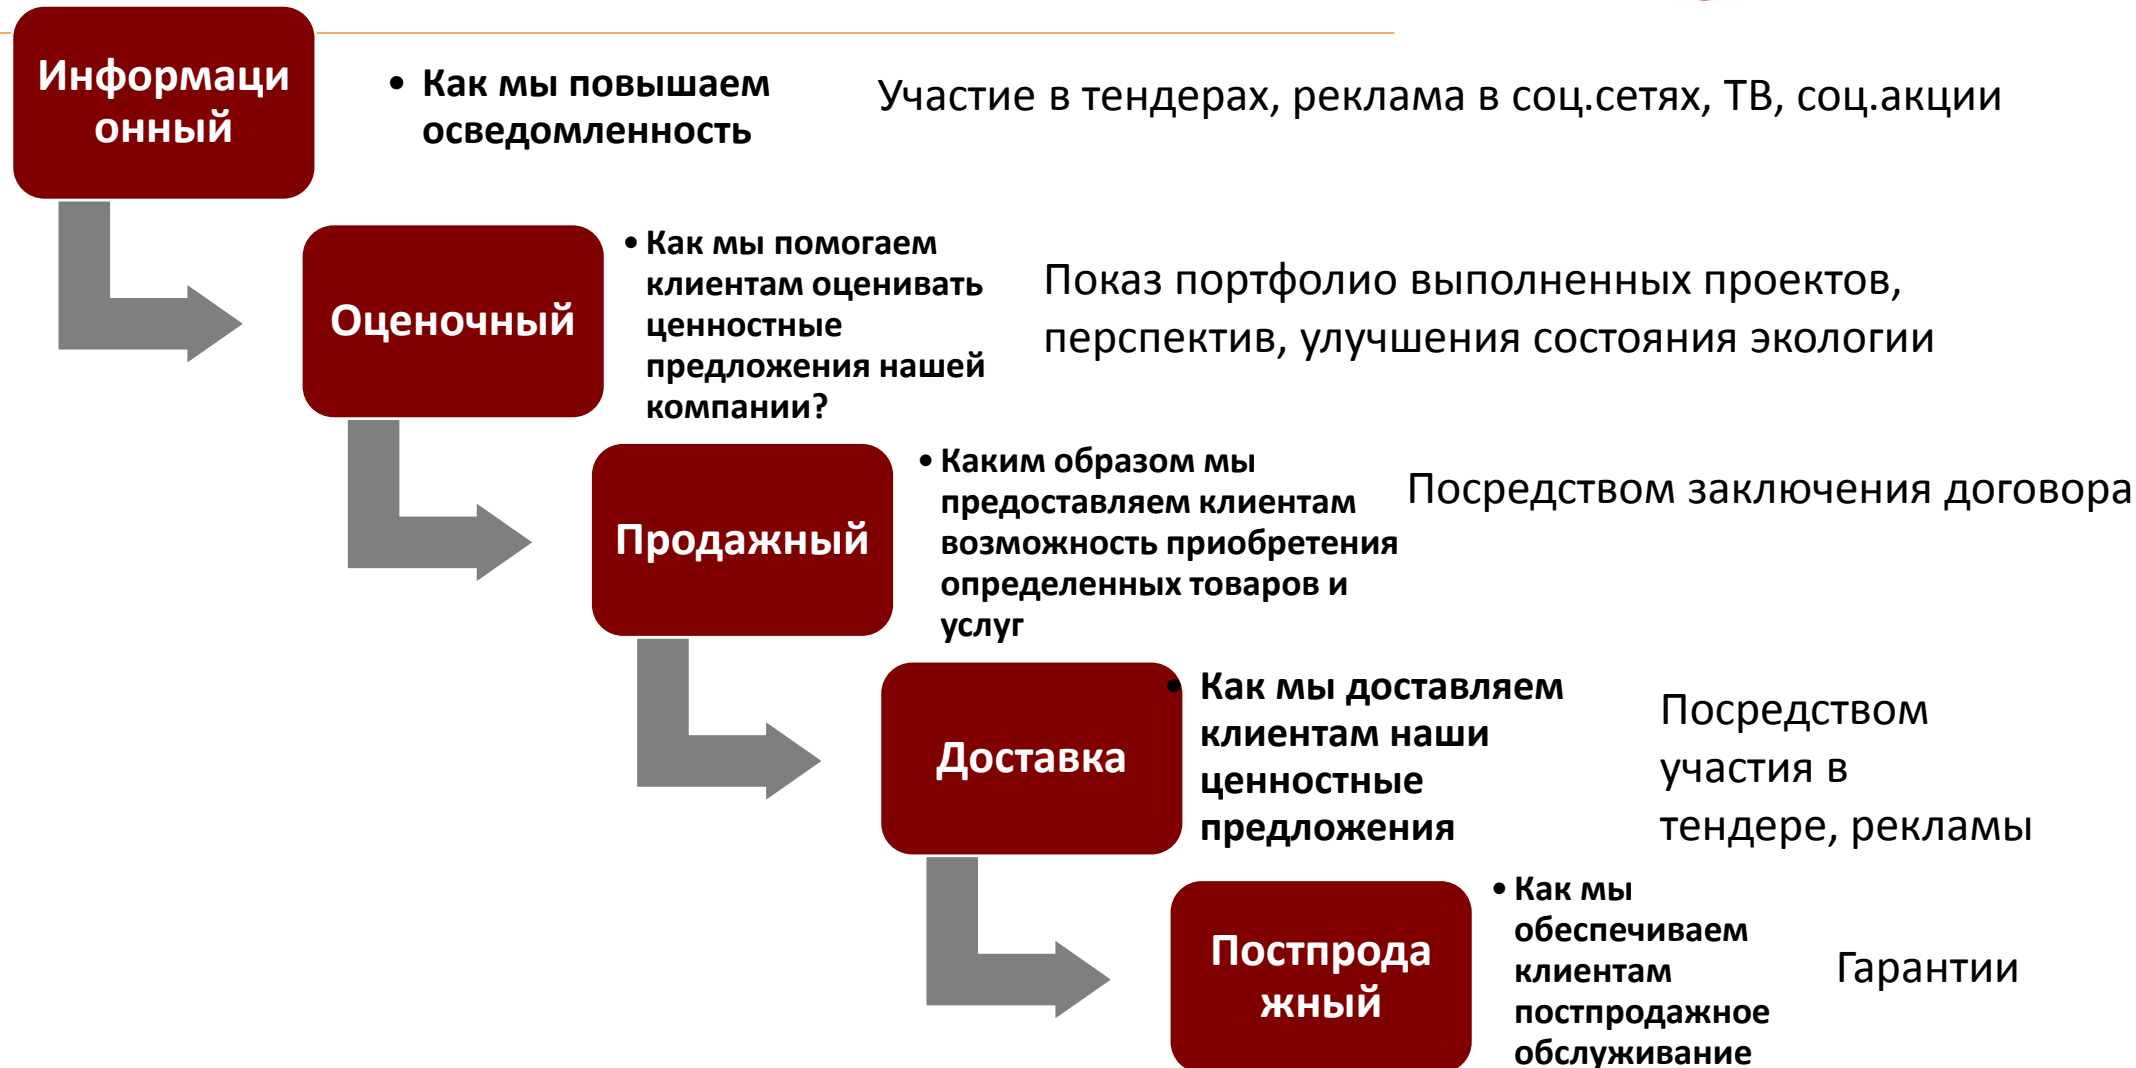 Информаци
онный
• Как мы повышаем
осведомленность
Участие в тендерах, реклама в соц.сетях, ТВ, соц.акции
Оценочный
• Как мы помогаем
клиентам оценивать
ценностные
предложения нашей
компании?
Показ портфолио выполненных проектов,
перспектив, улучшения состояния экологии
Продажный
• Каким образом мы
предоставляем клиентам
возможность приобретения
определенных товаров и
услуг
Посредством заключения договора
Доставка
• Как мы доставляем
клиентам наши
ценностные
предложения
Посредством
участия в
тендере, рекламы
Постпрода
жный
• Как мы
обеспечиваем
клиентам
постпродажное
обслуживание
Гарантии